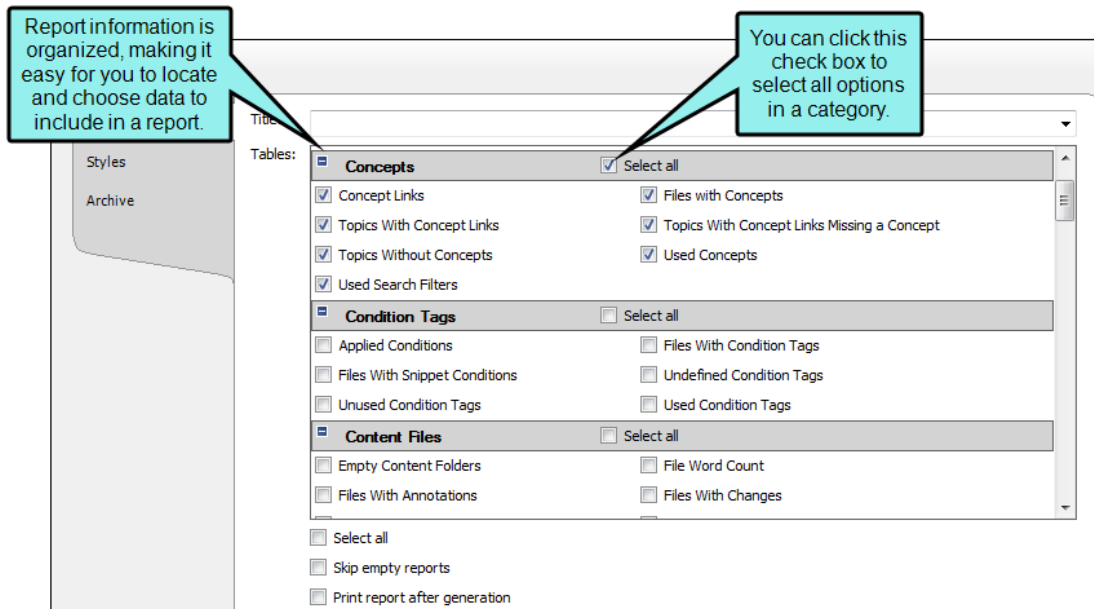 Report information is
organized, making it
easy for you to locate
and choose data to
include in a report.
You can click this
check box to
select all options
in a category.
Tables:
Styles
Archive
Concepts Select all
Concept Links Files with Concepts
Topics With Concept Links Topics With Concept Links Missing a Concept
Topics Without Concepts Used Concepts
Used Search Filters
Condition Tags Select all
Applied Conditions Files With Condition Tags
Files With Snippet Conditions Undefined Condition Tags
Unused Condition Tags Used Condition Tags
Content Files Select all
Empty Content Folders File Word Count
Files With Annotations Files With Changes
Select all
Skip empty reports
Print report after generation